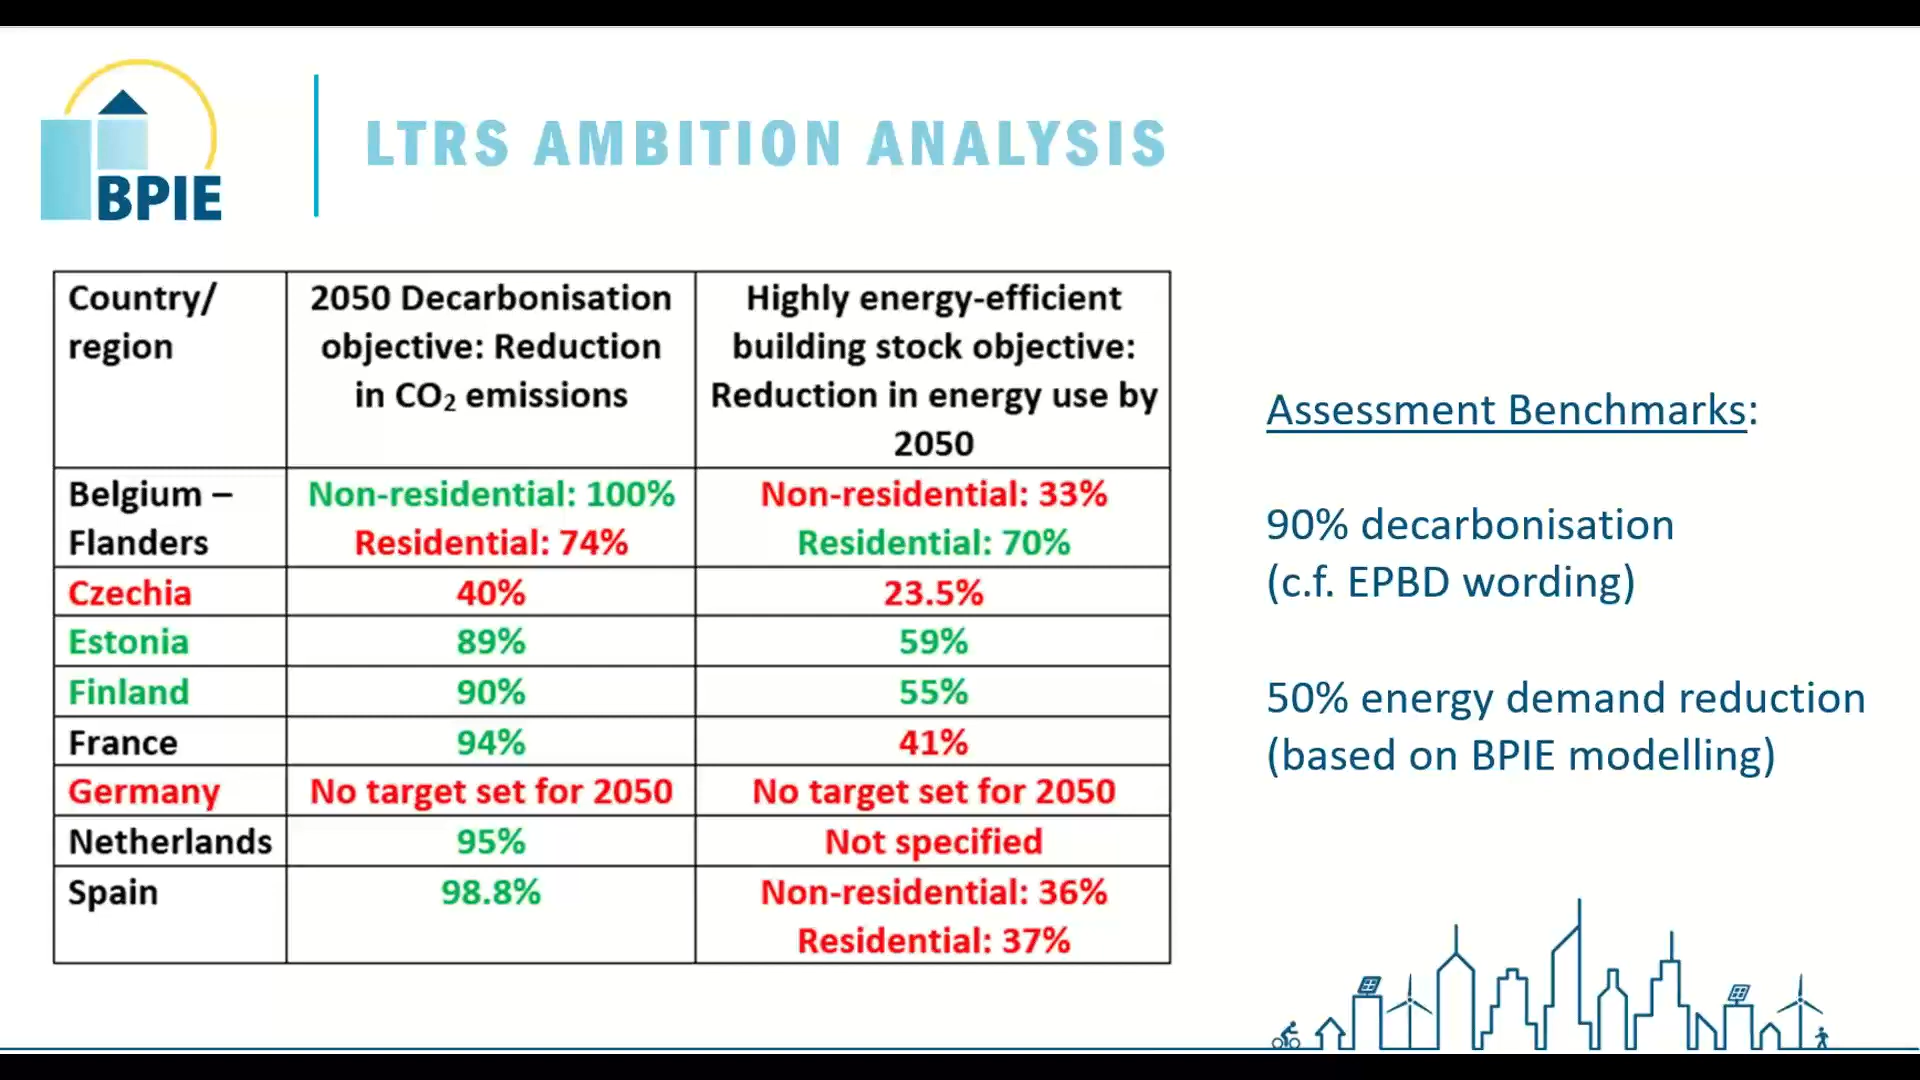 BPIE
LTRS AMBITION ANALYSIS
Country/
region
2050 Decarbonisation
objective: Reduction
in CO₂ emissions
Highly energy-efficient
building stock objective:
Reduction in energy use by
2050
Belgium –
Flanders
Non-residential: 100%
Residential: 74%
Non-residential: 33%
Residential: 70%
Czechia
40%
23.5%
Estonia
89%
59%
Finland
90%
55%
France
94%
41%
Germany
No target set for 2050
No target set for 2050
Netherlands
95%
Not specified
Spain
98.8%
Non-residential: 36%
Residential: 37%
Assessment Benchmarks:
90% decarbonisation
(c.f. EPBD wording)
50% energy demand reduction
(based on BPIE modelling)